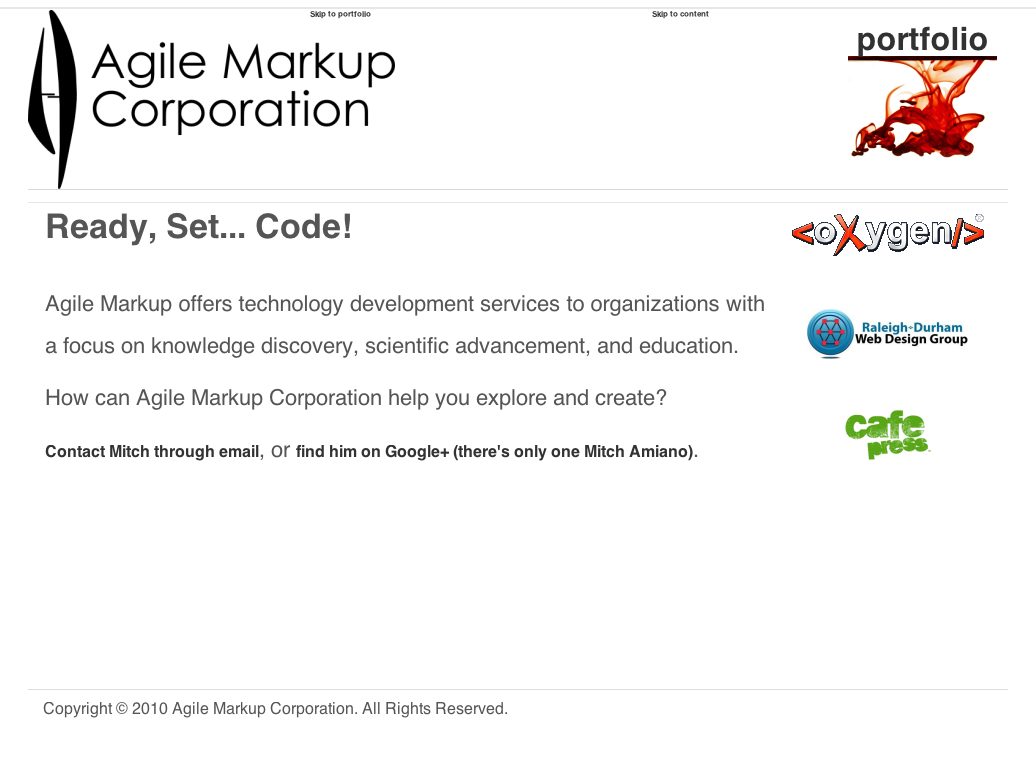 Skip to portfolio
Skip to content
Agile Markup
Corporation
portfolio
Ready, Set... Code!
<oXygen/>
Agile Markup offers technology development services to organizations with
a focus on knowledge discovery, scientific advancement, and education.
Raleigh-Durham
Web Design Group
How can Agile Markup Corporation help you explore and create?
Contact Mitch through email, or find him on Google+ (there's only one Mitch Amiano).
cafe
press
Copyright © 2010 Agile Markup Corporation. All Rights Reserved.